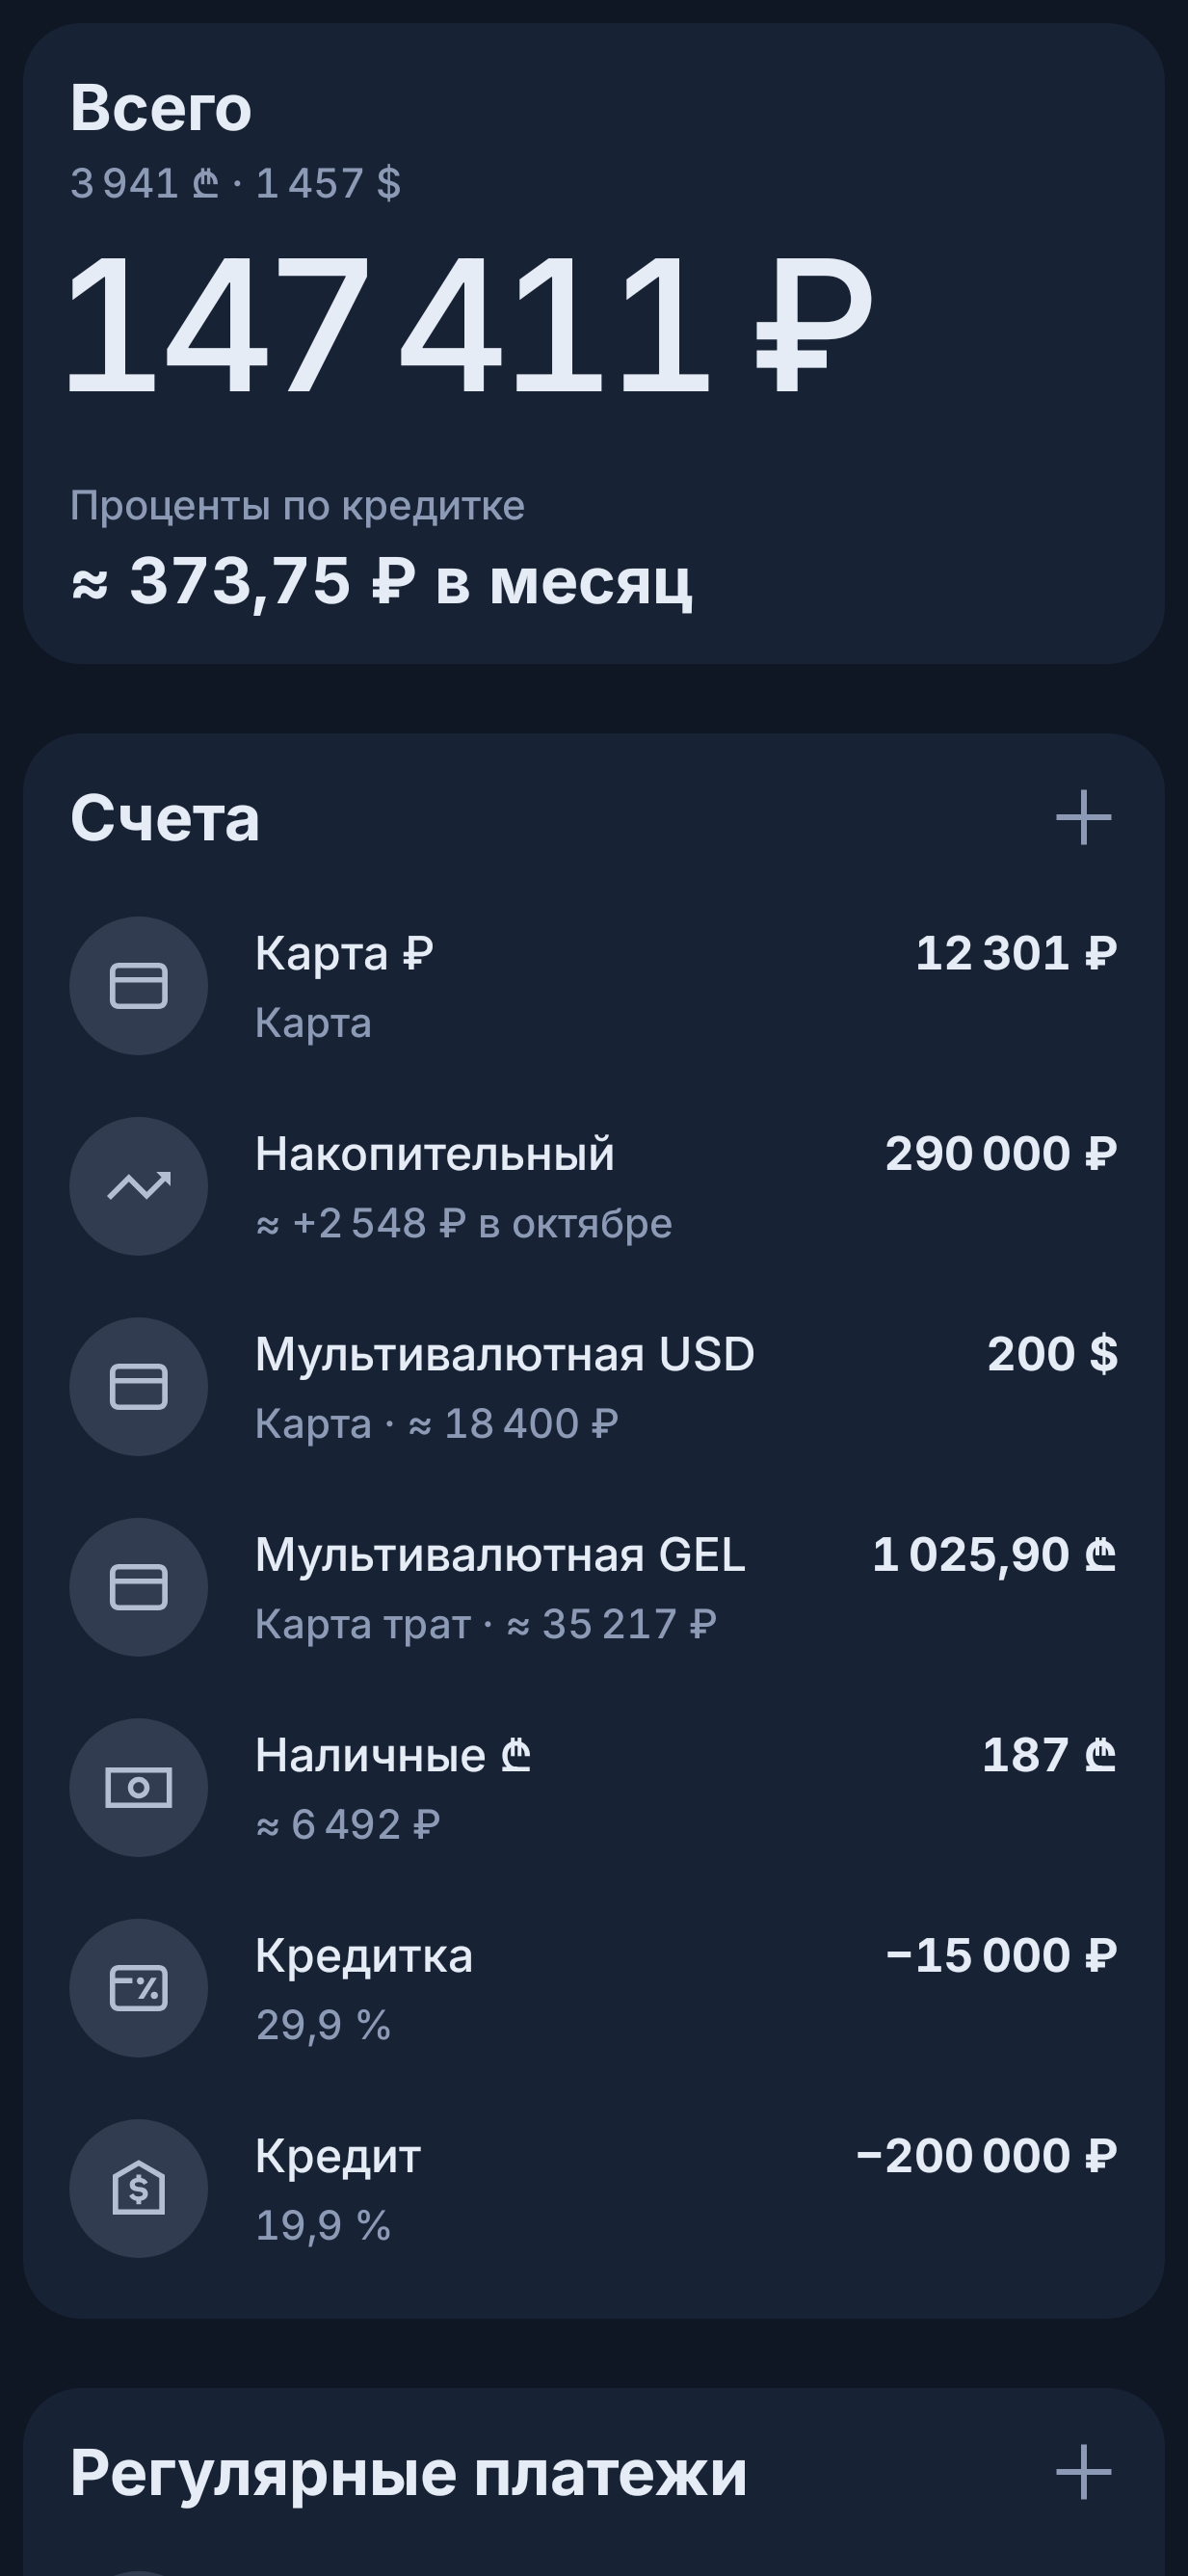 Всего
3 941 ₾ · 1 457 $
147 411 ₽
Проценты по кредитке
≈ 373,75 ₽ в месяц
Счета
Карта ₽ 12 301 ₽
Карта
Накопительный 290 000 ₽
≈ +2 548 ₽ в октябре
Мультивалютная USD 200 $
Карта · ≈ 18 400 ₽
Мультивалютная GEL 1 025,90 ₾
Карта трат · ≈ 35 217 ₽
Наличные ₾ 187 ₾
≈ 6 492 ₽
Кредитка −15 000 ₽
29,9 %
Кредит −200 000 ₽
19,9 %
Регулярные платежи